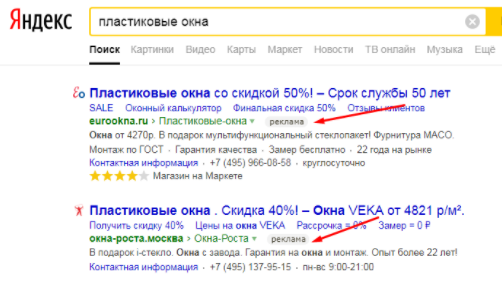 Яндекс
пластиковые окна
Поиск Картинки Видео Карты Маркет Новости ТВ онлайн Музыка Ещё
Пластиковые окна со скидкой 50%! – Срок службы 50 лет
SALE Оконный калькулятор Финальная скидка 50% Отзывы клиентов
eurookna.ru › Пластиковые-окна реклама
Окна от 4270р. В подарок мультифункциональный стеклопакет! Фурнитура MACO.
Монтаж по ГОСТ · Гарантия качества · Замер бесплатно · 22 года на рынке
Контактная информация · +7 (495) 966-08-58 · круглосуточно
Магазин на Маркете
Пластиковые окна . Скидка 40%! – Окна VEKA от 4821 р/м².
Получить скидку 40% Цены на окна VEKA Рассрочка = 0% Замер = 0 ₽
окна-роста.москва › Окна-Роста реклама
В подарок i-стекло. Окна с завода. Гарантия на окна и монтаж. Опыт более 22 лет!
Контактная информация · +7 (495) 137-95-15 · пн-вс 9:00-21:00